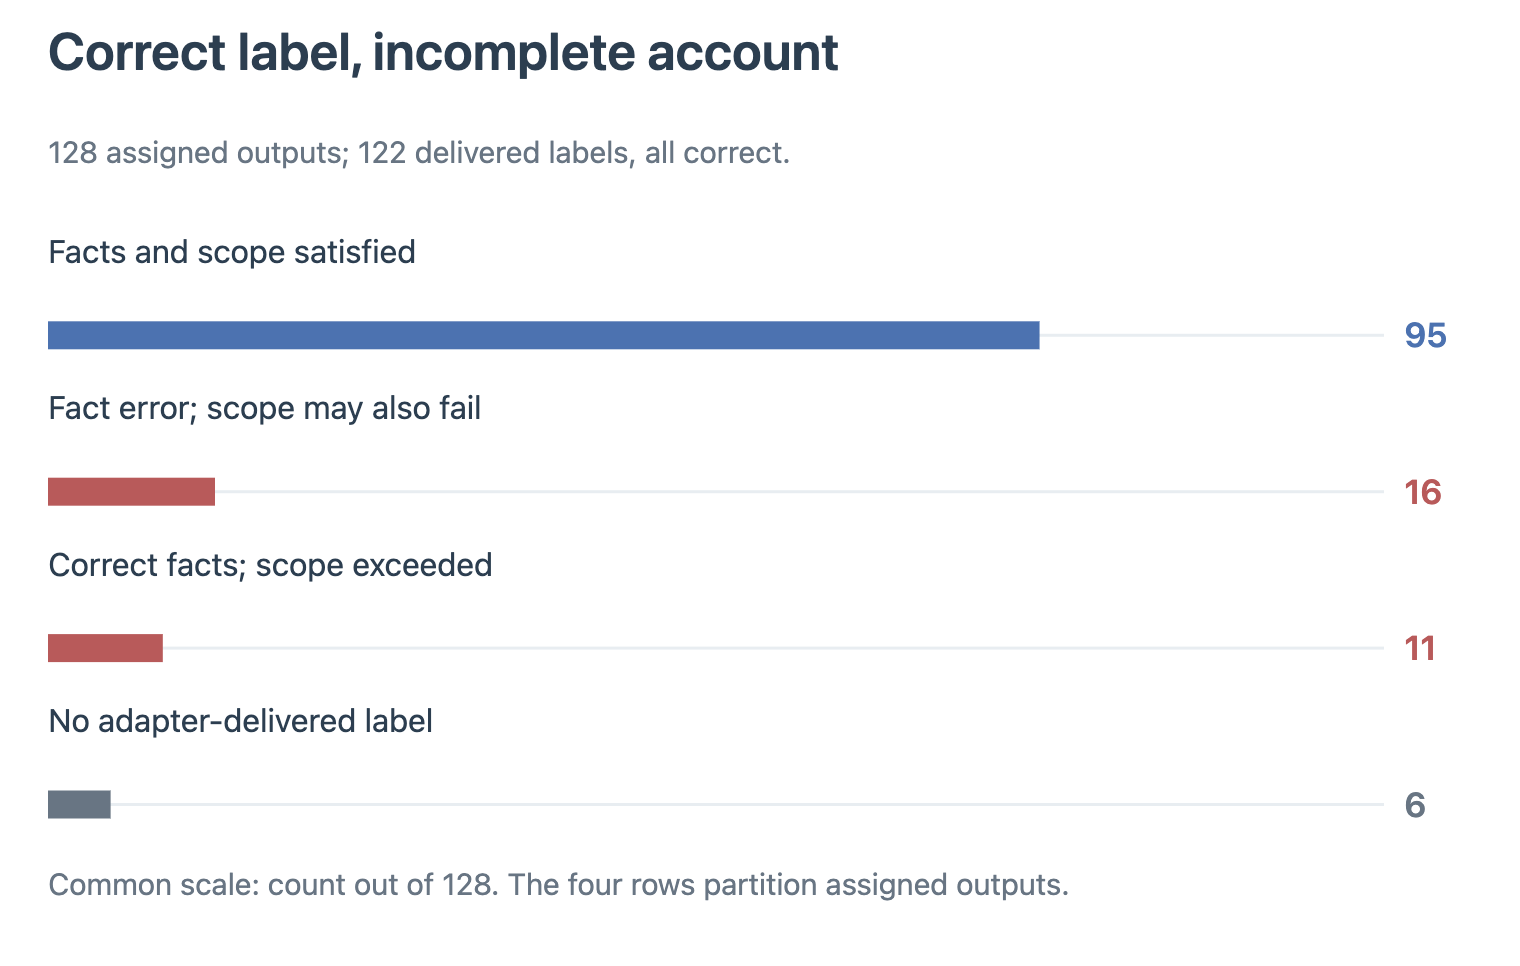 Correct label, incomplete account
128 assigned outputs; 122 delivered labels, all correct.
Facts and scope satisfied
95
Fact error; scope may also fail
16
Correct facts; scope exceeded
11
No adapter-delivered label
6
Common scale: count out of 128. The four rows partition assigned outputs.